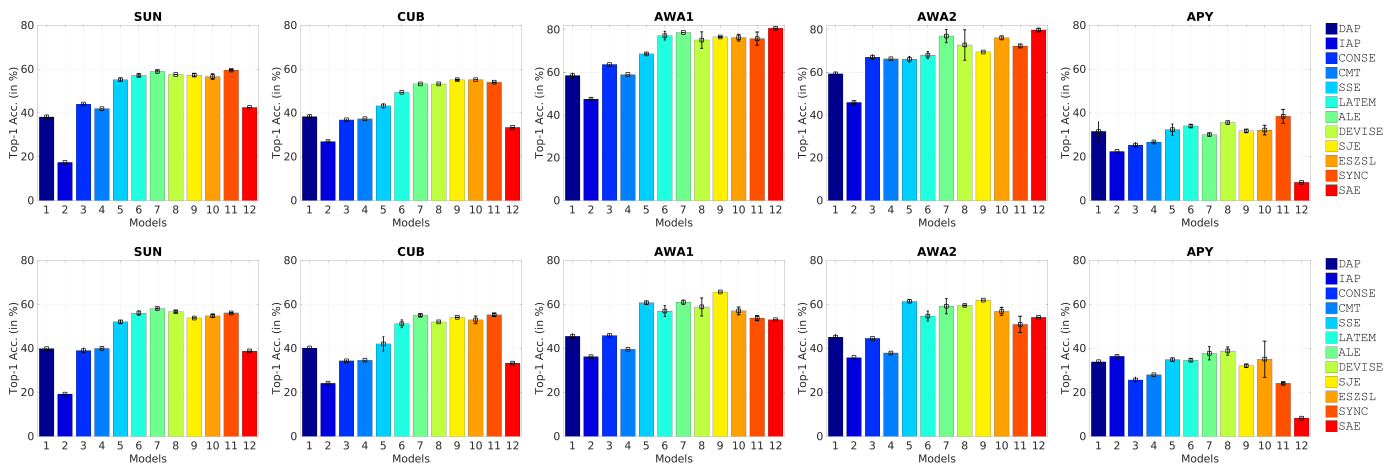 SUN
Top-1 Acc. (in %)
80
60
40
20
0
1 2 3 4 5 6 7 8 9 10 11 12
Models
CUB
Top-1 Acc. (in %)
80
60
40
20
0
1 2 3 4 5 6 7 8 9 10 11 12
Models
AWA1
Top-1 Acc. (in %)
80
60
40
20
0
1 2 3 4 5 6 7 8 9 10 11 12
Models
AWA2
Top-1 Acc. (in %)
80
60
40
20
0
1 2 3 4 5 6 7 8 9 10 11 12
Models
APY
Top-1 Acc. (in %)
80
60
40
20
0
1 2 3 4 5 6 7 8 9 10 11 12
Models
DAP
IAP
CONSE
CMT
SSE
LATEM
ALE
DEVISE
SJE
ESZSL
SYNC
SAE
SUN
Top-1 Acc. (in %)
80
60
40
20
0
1 2 3 4 5 6 7 8 9 10 11 12
Models
CUB
Top-1 Acc. (in %)
80
60
40
20
0
1 2 3 4 5 6 7 8 9 10 11 12
Models
AWA1
Top-1 Acc. (in %)
80
60
40
20
0
1 2 3 4 5 6 7 8 9 10 11 12
Models
AWA2
Top-1 Acc. (in %)
80
60
40
20
0
1 2 3 4 5 6 7 8 9 10 11 12
Models
APY
Top-1 Acc. (in %)
80
60
40
20
0
1 2 3 4 5 6 7 8 9 10 11 12
Models
DAP
IAP
CONSE
CMT
SSE
LATEM
ALE
DEVISE
SJE
ESZSL
SYNC
SAE